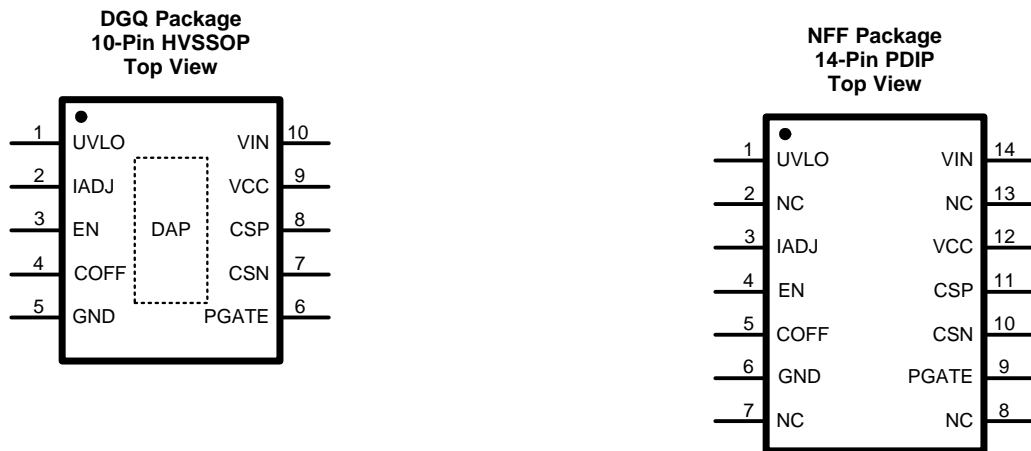 DGQ Package
10-Pin HVSSOP
Top View
1 UVLO VIN 10
2 IADJ VCC 9
3 EN DAP CSP 8
4 COFF CSN 7
5 GND PGATE 6
NFF Package
14-Pin PDIP
Top View
1 UVLO VIN 14
2 NC NC 13
3 IADJ VCC 12
4 EN CSP 11
5 COFF CSN 10
6 GND PGATE 9
7 NC NC 8